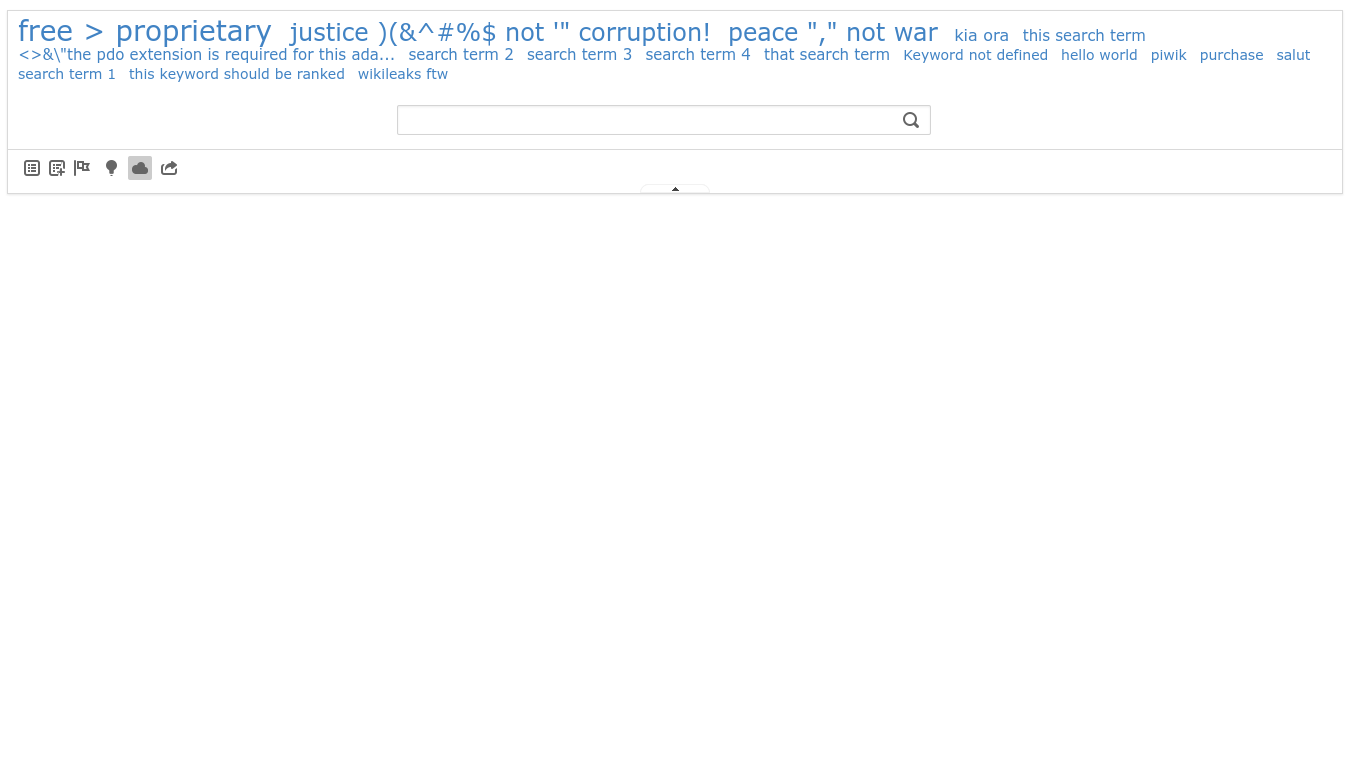 free > proprietary justice )(&^#%$ not '" corruption! peace "," not war kia ora this search term
<>&\"the pdo extension is required for this ada... search term 2 search term 3 search term 4 that search term Keyword not defined hello world piwik purchase salut
search term 1 this keyword should be ranked wikileaks ftw